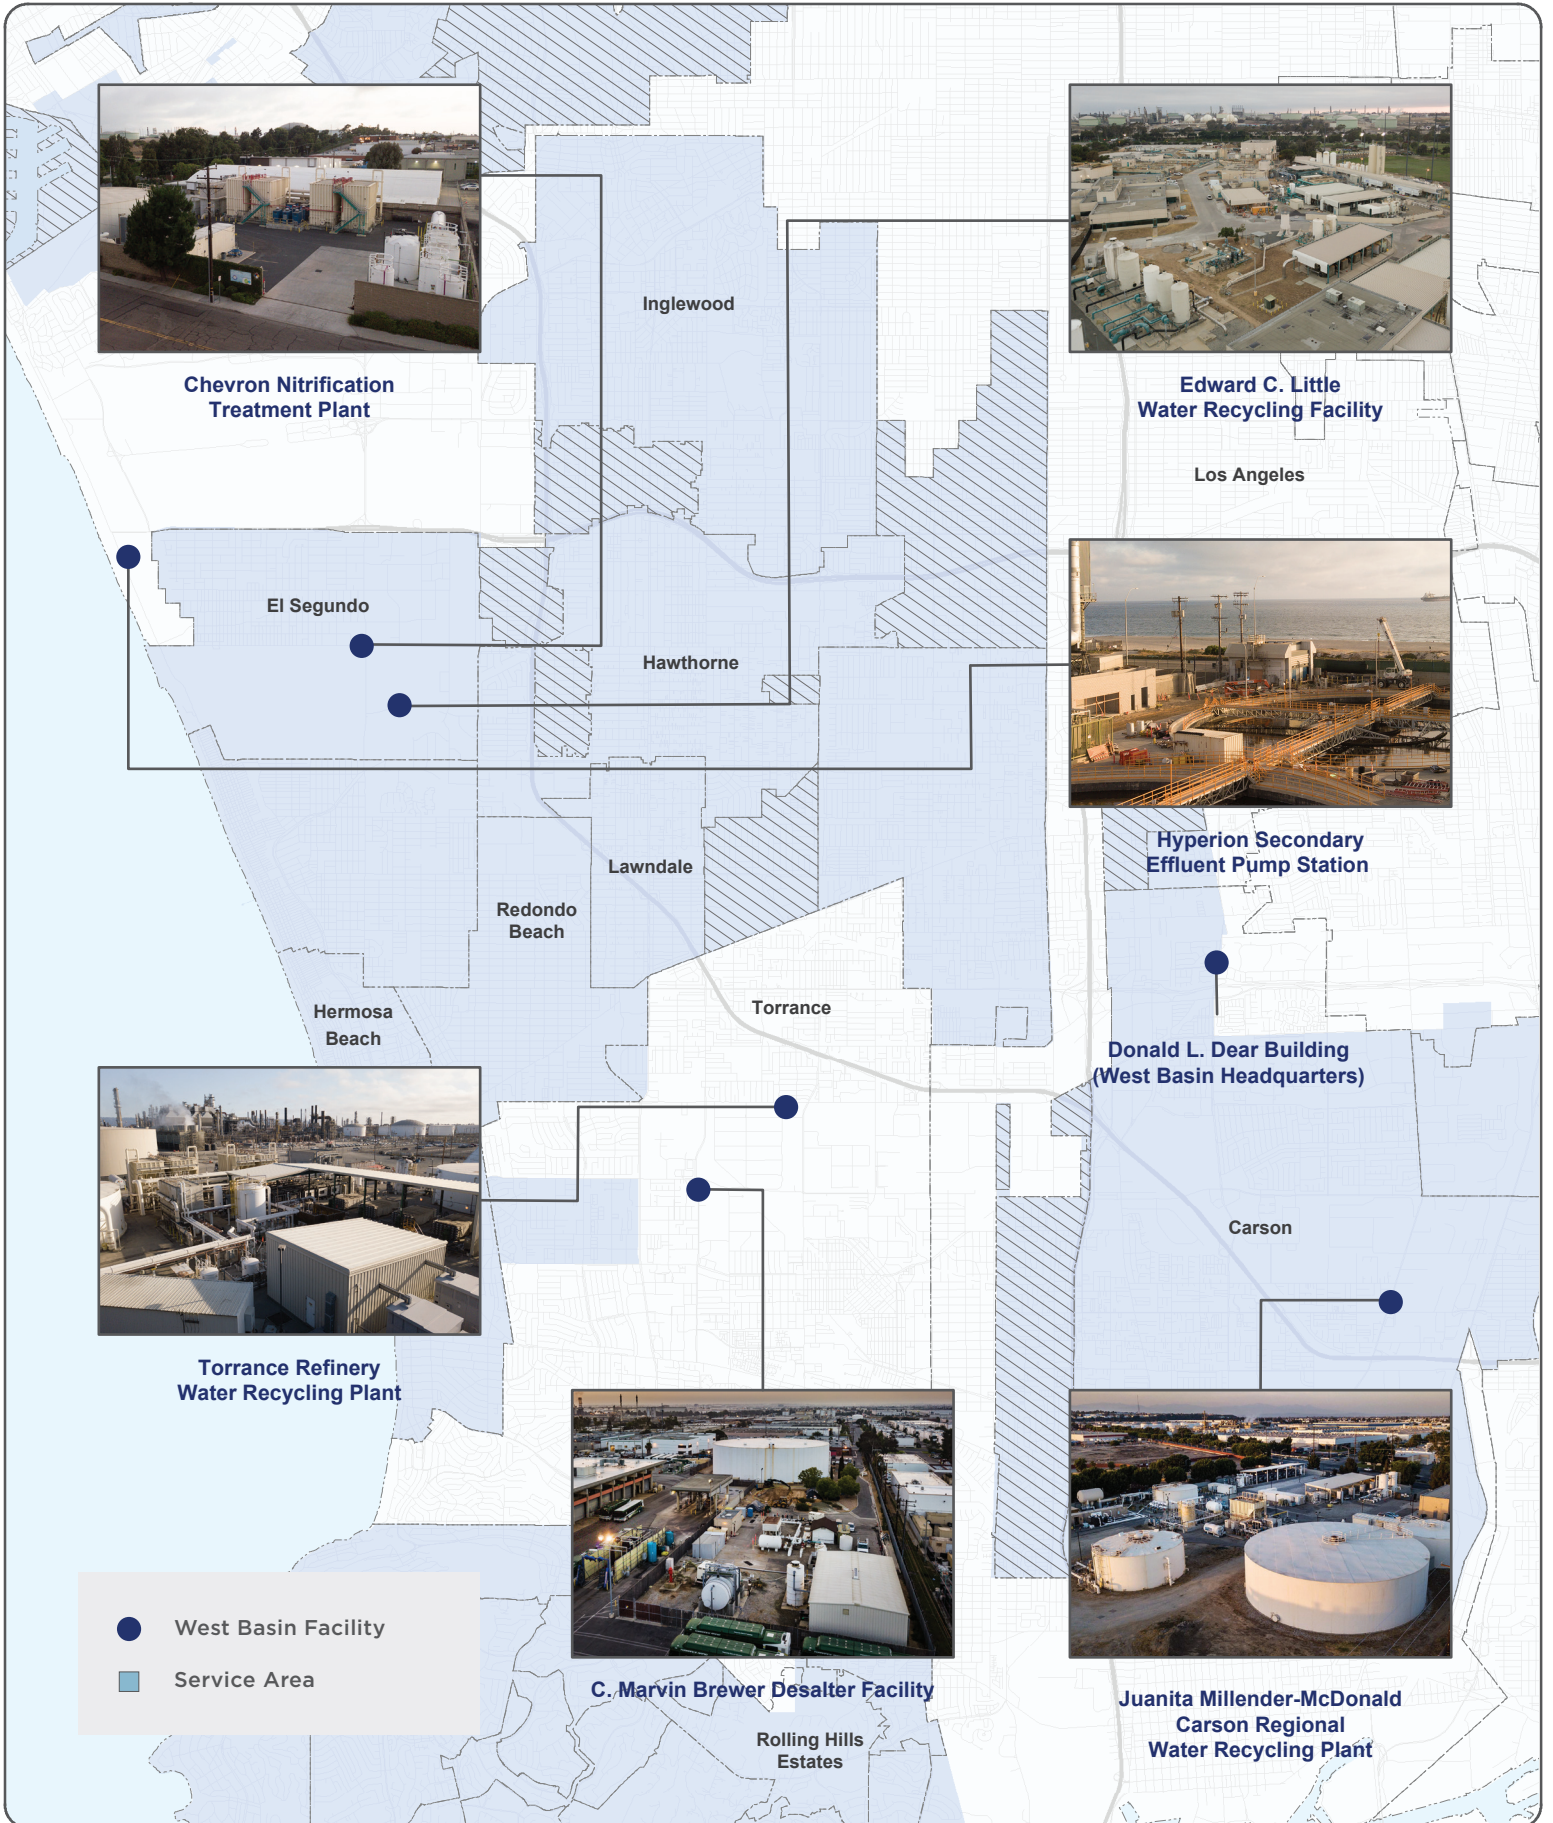 Inglewood
Chevron Nitrification
Treatment Plant
Edward C. Little
Water Recycling Facility
Los Angeles
El Segundo
Hawthorne
Hyperion Secondary
Effluent Pump Station
Lawndale
Redondo
Beach
Hermosa
Beach
Torrance
Donald L. Dear Building
(West Basin Headquarters)
Carson
Torrance Refinery
Water Recycling Plant
West Basin Facility
Service Area
C. Marvin Brewer Desalter Facility
Rolling Hills
Estates
Juanita Millender-McDonald
Carson Regional
Water Recycling Plant